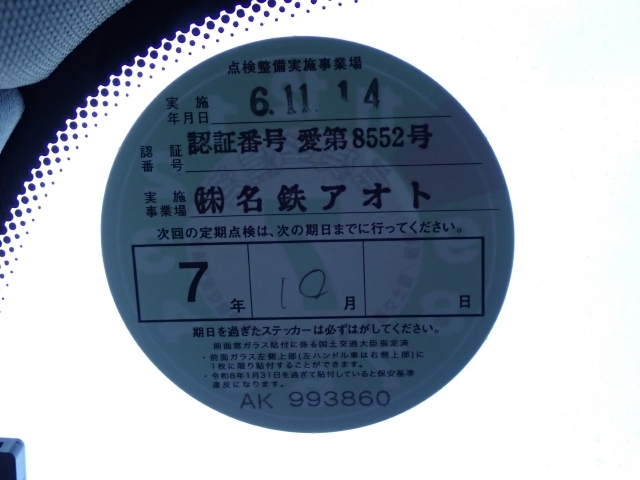 点検整備実施事業場
実施年月日 6.11.14
認証番号 認証番号 愛第8552号
実施事業場 ㈱名鉄アオト
次回の定期点検は、次の期日までに行ってください。
7年 10月 日
期日を過ぎたステッカーは必ずはがしてください。
前面窓ガラス貼付に係る国土交通大臣指定済
・前面ガラス左側上部(左ハンドル車は右側上部)に
1枚に限り貼付することができます。
・令和8年1月31日を過ぎて貼付していると保安基準
違反になります。
AK 993860